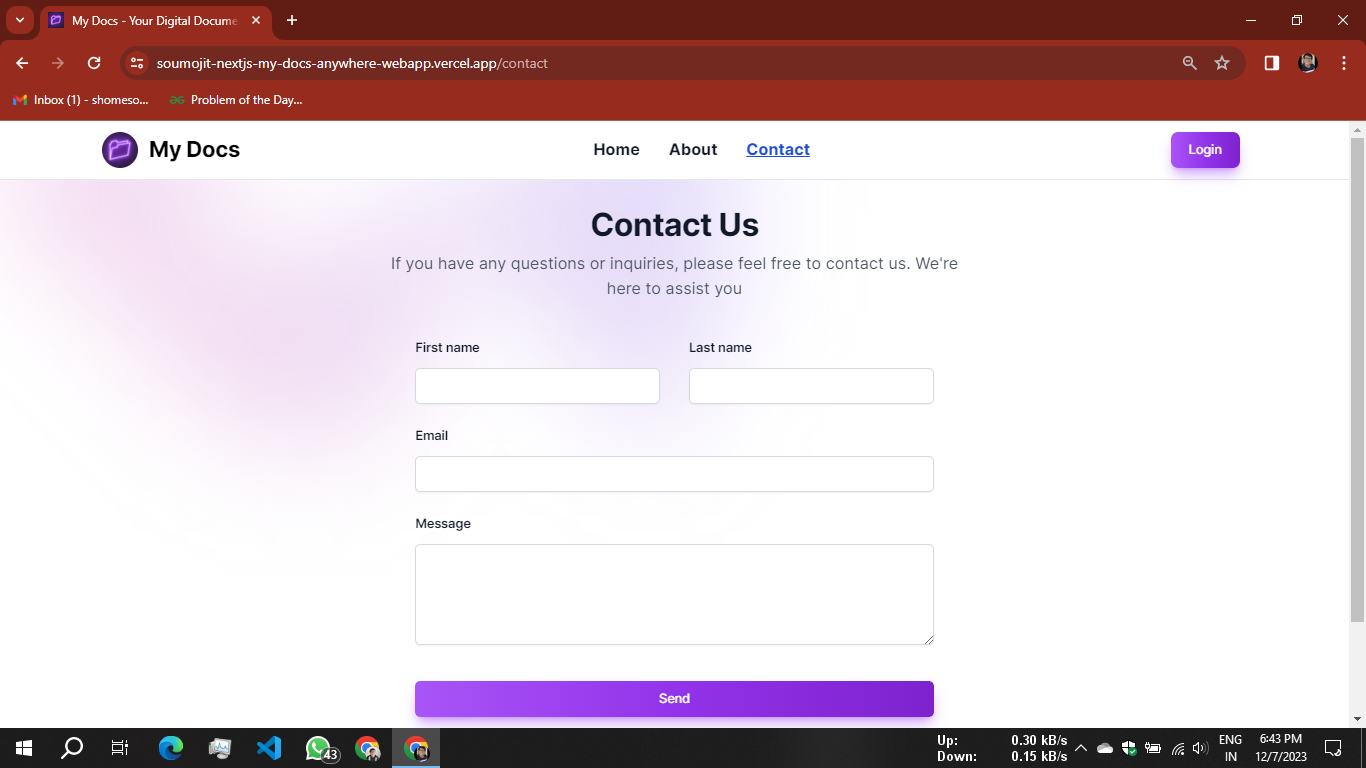 My Docs - Your Digital Docume
soumojit-nextjs-my-docs-anywhere-webapp.vercel.app/contact
Inbox (1) - shomeso...
Problem of the Day...
My Docs
Home
About
Contact
Login
Contact Us
If you have any questions or inquiries, please feel free to contact us. We're
here to assist you
First name
Last name
Email
Message
Send
43
Up: 0.30 kB/s
Down: 0.15 kB/s
ENG
IN
6:43 PM
12/7/2023